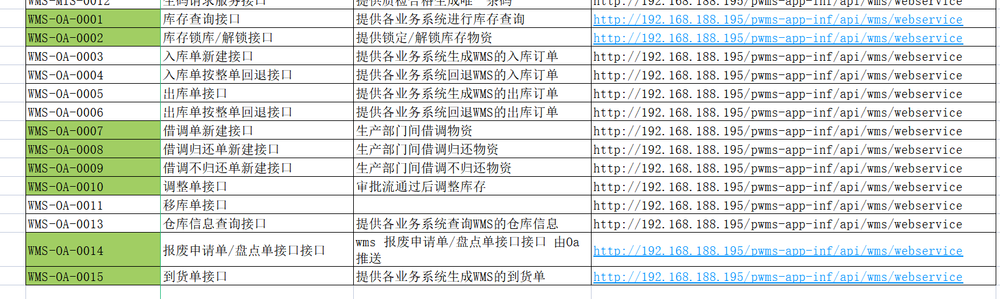 WMS-MIS-0012 生码请求服务接口 提供质检合格生成唯一条码 http://192.168.188.195/pwms-app-inf/api/wms/webservice
WMS-OA-0001 库存查询接口 提供各业务系统进行库存查询 http://192.168.188.195/pwms-app-inf/api/wms/webservice
WMS-OA-0002 库存锁库/解锁接口 提供锁定/解锁库存物资 http://192.168.188.195/pwms-app-inf/api/wms/webservice
WMS-OA-0003 入库单新建接口 提供各业务系统生成WMS的入库订单 http://192.168.188.195/pwms-app-inf/api/wms/webservice
WMS-OA-0004 入库单按整单回退接口 提供各业务系统回退WMS的入库订单 http://192.168.188.195/pwms-app-inf/api/wms/webservice
WMS-OA-0005 出库单接口 提供各业务系统生成WMS的出库订单 http://192.168.188.195/pwms-app-inf/api/wms/webservice
WMS-OA-0006 出库单按整单回退接口 提供各业务系统回退WMS的出库订单 http://192.168.188.195/pwms-app-inf/api/wms/webservice
WMS-OA-0007 借调单新建接口 生产部门间借调物资 http://192.168.188.195/pwms-app-inf/api/wms/webservice
WMS-OA-0008 借调归还单新建接口 生产部门间借调归还物资 http://192.168.188.195/pwms-app-inf/api/wms/webservice
WMS-OA-0009 借调不归还单新建接口 生产部门间借调不归还物资 http://192.168.188.195/pwms-app-inf/api/wms/webservice
WMS-OA-0010 调整单接口 审批流通过后调整库存 http://192.168.188.195/pwms-app-inf/api/wms/webservice
WMS-OA-0011 移库单接口 http://192.168.188.195/pwms-app-inf/api/wms/webservice
WMS-OA-0013 仓库信息查询接口 提供各业务系统查询WMS的仓库信息 http://192.168.188.195/pwms-app-inf/api/wms/webservice
WMS-OA-0014 报废申请单/盘点单接口接口 wms 报废申请单/盘点单接口接口 由Oa
推送 http://192.168.188.195/pwms-app-inf/api/wms/webservice
WMS-OA-0015 到货单接口 提供各业务系统生成WMS的到货单 http://192.168.188.195/pwms-app-inf/api/wms/webservice